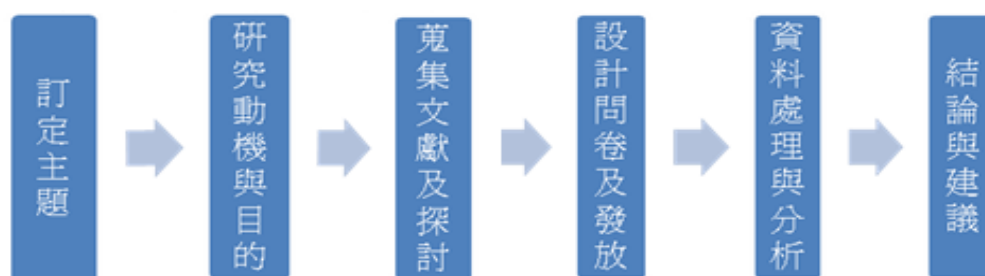 訂定主題
研究動機與目的
蒐集文獻及探討
設計問卷及發放
資料處理與分析
結論與建議